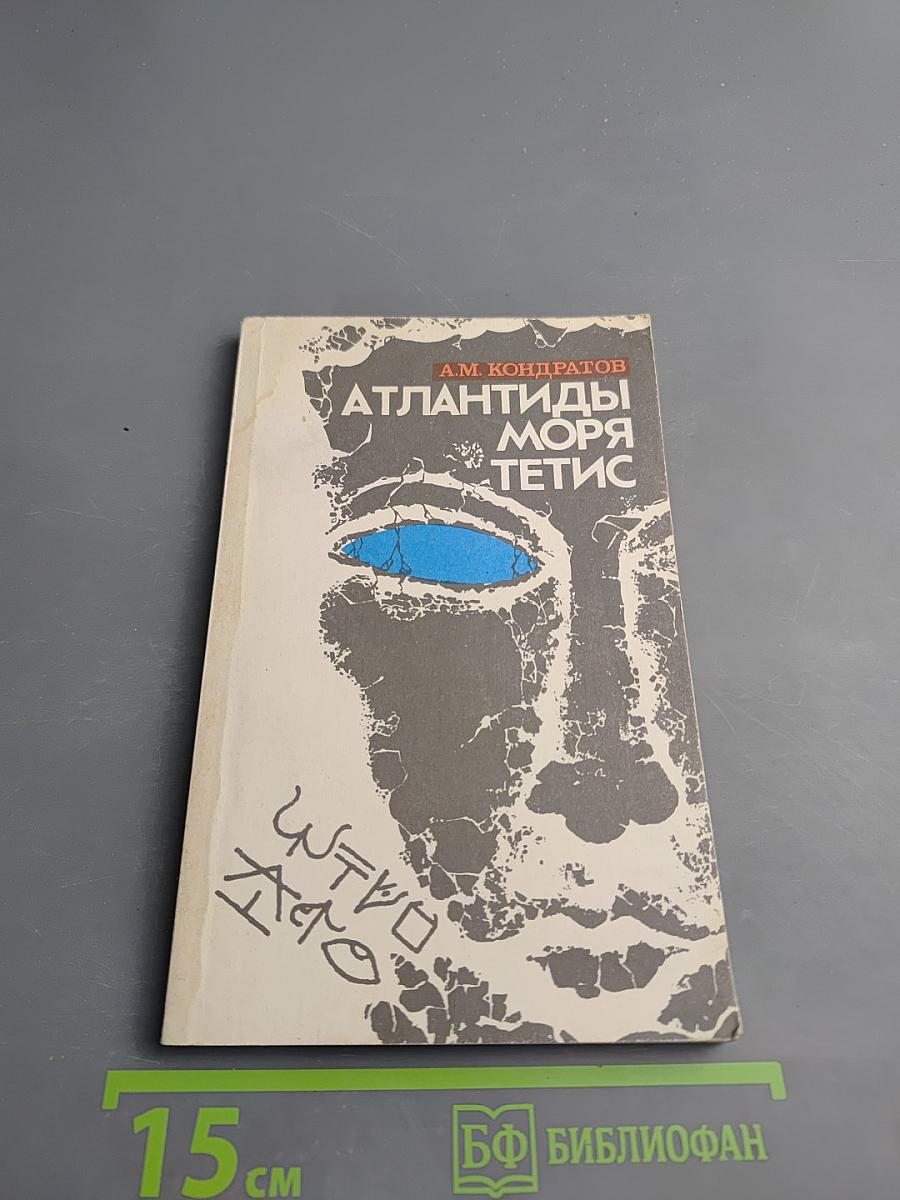 А.М. КОНДРАТОВ
АТЛАНТИДЫ
МОРЯ
ТЕТИС
15 см
БФ БИБЛИОФАН